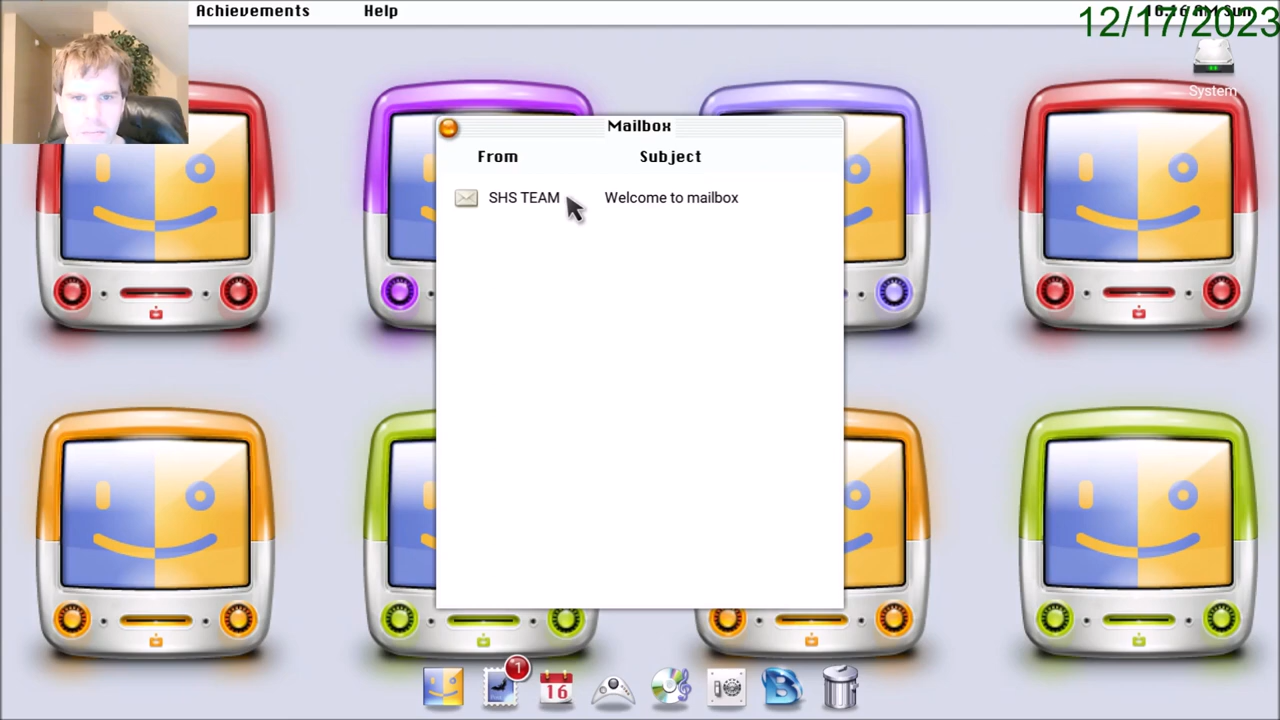 Achievements Help
12/17/2023
System
Mailbox
From Subject
SHS TEAM Welcome to mailbox
1
16
B